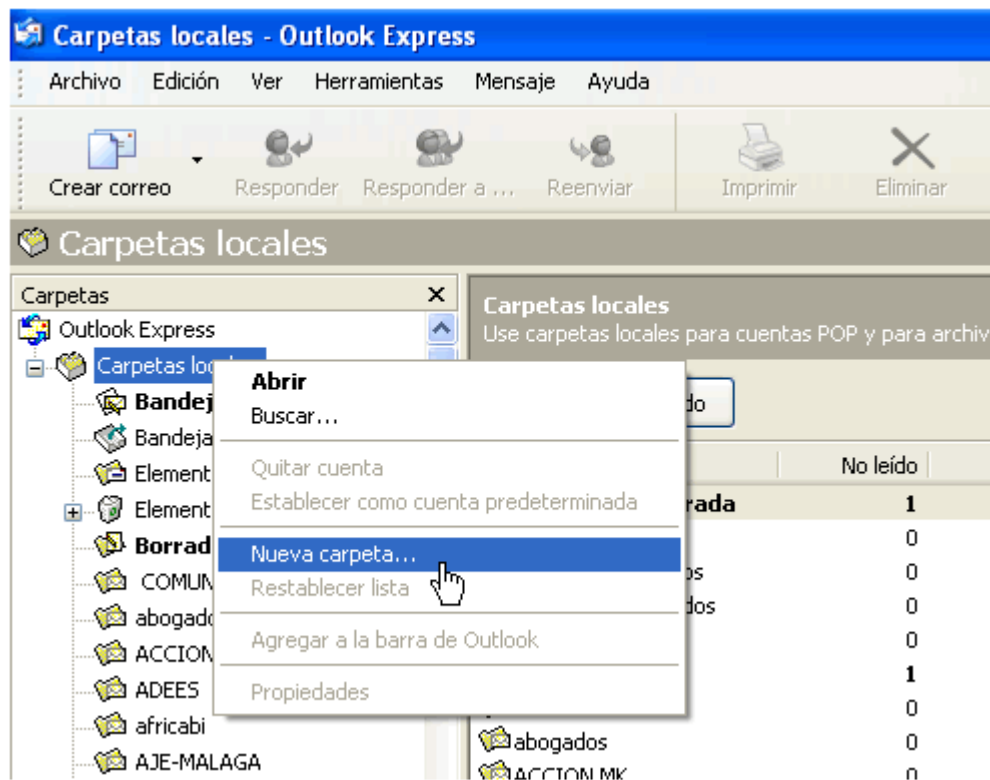 Carpetas locales - Outlook Express
Archivo Edición Ver Herramientas Mensaje Ayuda
Crear correo Responder Responder a ... Reenviar Imprimir Eliminar
Carpetas locales
Carpetas
Outlook Express
Carpetas loc
Bandej
Bandeja
Element
Element
Borrad
COMUN
abogado
ACCION
ADEES
africabi
AJE-MALAGA
Abrir
Buscar...
Quitar cuenta
Establecer como cuenta predeterminada
Nueva carpeta...
Restablecer lista
Agregar a la barra de Outlook
Propiedades
Carpetas locales
Use carpetas locales para cuentas POP y para archiv
do
No leído
rada 1
0
os 0
dos 0
0
1
0
abogados 0
ACCION MK 0